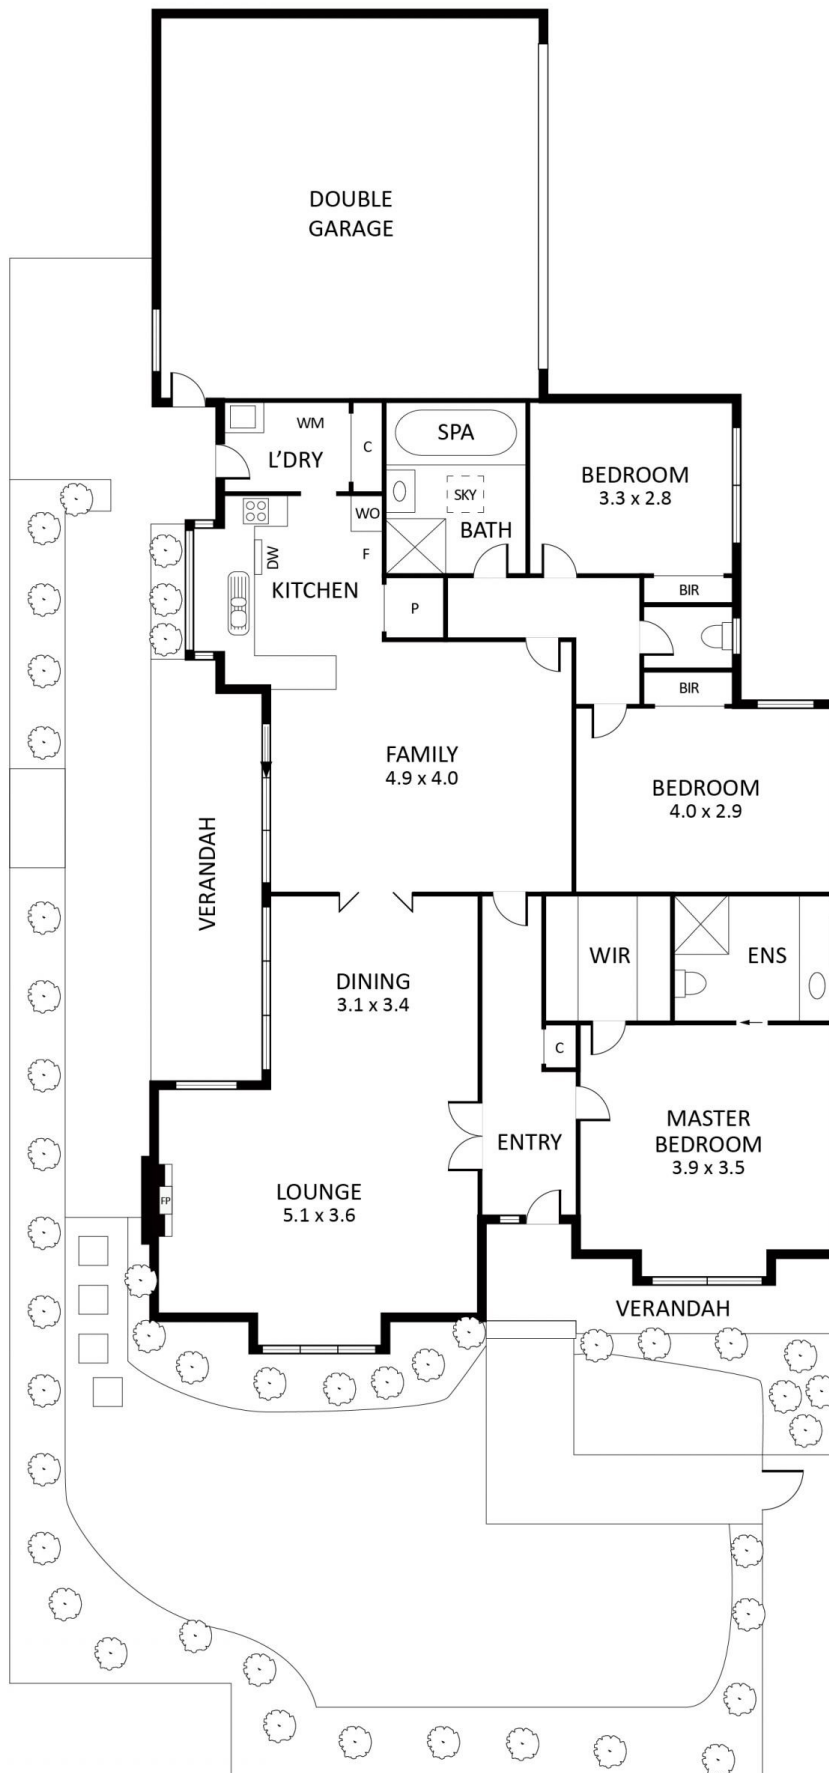 DOUBLE
GARAGE
WM
L'DRY
C
SPA
SKY
BATH
BEDROOM
3.3 x 2.8
BIR
WO
F
DW
KITCHEN
P
BIR
FAMILY
4.9 x 4.0
BEDROOM
4.0 x 2.9
VERANDAH
DINING
3.1 x 3.4
WIR
ENS
C
ENTRY
MASTER
BEDROOM
3.9 x 3.5
FP
LOUNGE
5.1 x 3.6
VERANDAH